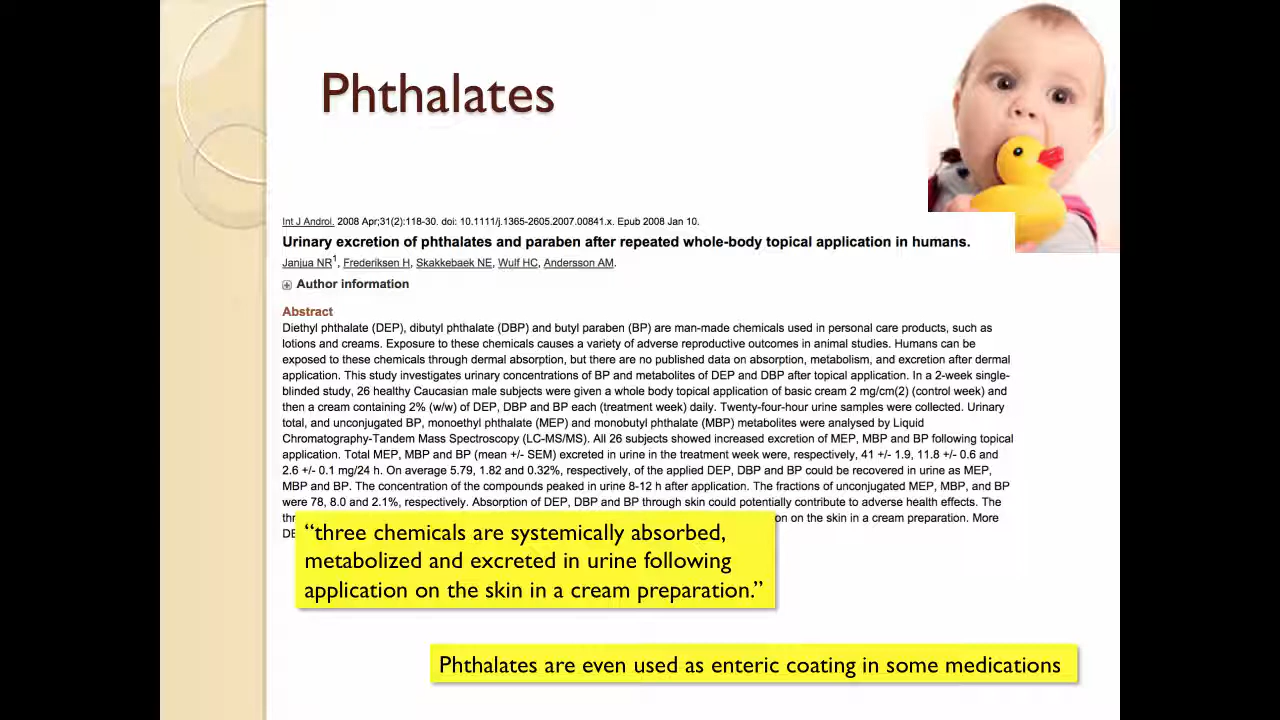 Phthalates
Int J Androl. 2008 Apr;31(2):118-30. doi: 10.1111/j.1365-2605.2007.00841.x. Epub 2008 Jan 10.
Urinary excretion of phthalates and paraben after repeated whole-body topical application in humans.
Janjua NR1, Frederiksen H, Skakkebaek NE, Wulf HC, Andersson AM.
Author information
Abstract
Diethyl phthalate (DEP), dibutyl phthalate (DBP) and butyl paraben (BP) are man-made chemicals used in personal care products, such as
lotions and creams. Exposure to these chemicals causes a variety of adverse reproductive outcomes in animal studies. Humans can be
exposed to these chemicals through dermal absorption, but there are no published data on absorption, metabolism, and excretion after dermal
application. This study investigates urinary concentrations of BP and metabolites of DEP and DBP after topical application. In a 2-week single-
blinded study, 26 healthy Caucasian male subjects were given a whole body topical application of basic cream 2 mg/cm(2) (control week) and
then a cream containing 2% (w/w) of DEP, DBP and BP each (treatment week) daily. Twenty-four-hour urine samples were collected. Urinary
total, and unconjugated BP, monoethyl phthalate (MEP) and monobutyl phthalate (MBP) metabolites were analysed by Liquid
Chromatography-Tandem Mass Spectroscopy (LC-MS/MS). All 26 subjects showed increased excretion of MEP, MBP and BP following topical
application. Total MEP, MBP and BP (mean +/- SEM) excreted in urine in the treatment week were, respectively, 41 +/- 1.9, 11.8 +/- 0.6 and
2.6 +/- 0.1 mg/24 h. On average 5.79, 1.82 and 0.32%, respectively, of the applied DEP, DBP and BP could be recovered in urine as MEP,
MBP and BP. The concentration of the compounds peaked in urine 8-12 h after application. The fractions of unconjugated MEP, MBP, and BP
were 78, 8.0 and 2.1%, respectively. Absorption of DEP, DBP and BP through skin could potentially contribute to adverse health effects. The
on the skin in a cream preparation. More
“three chemicals are systemically absorbed,
metabolized and excreted in urine following
application on the skin in a cream preparation.”
Phthalates are even used as enteric coating in some medications